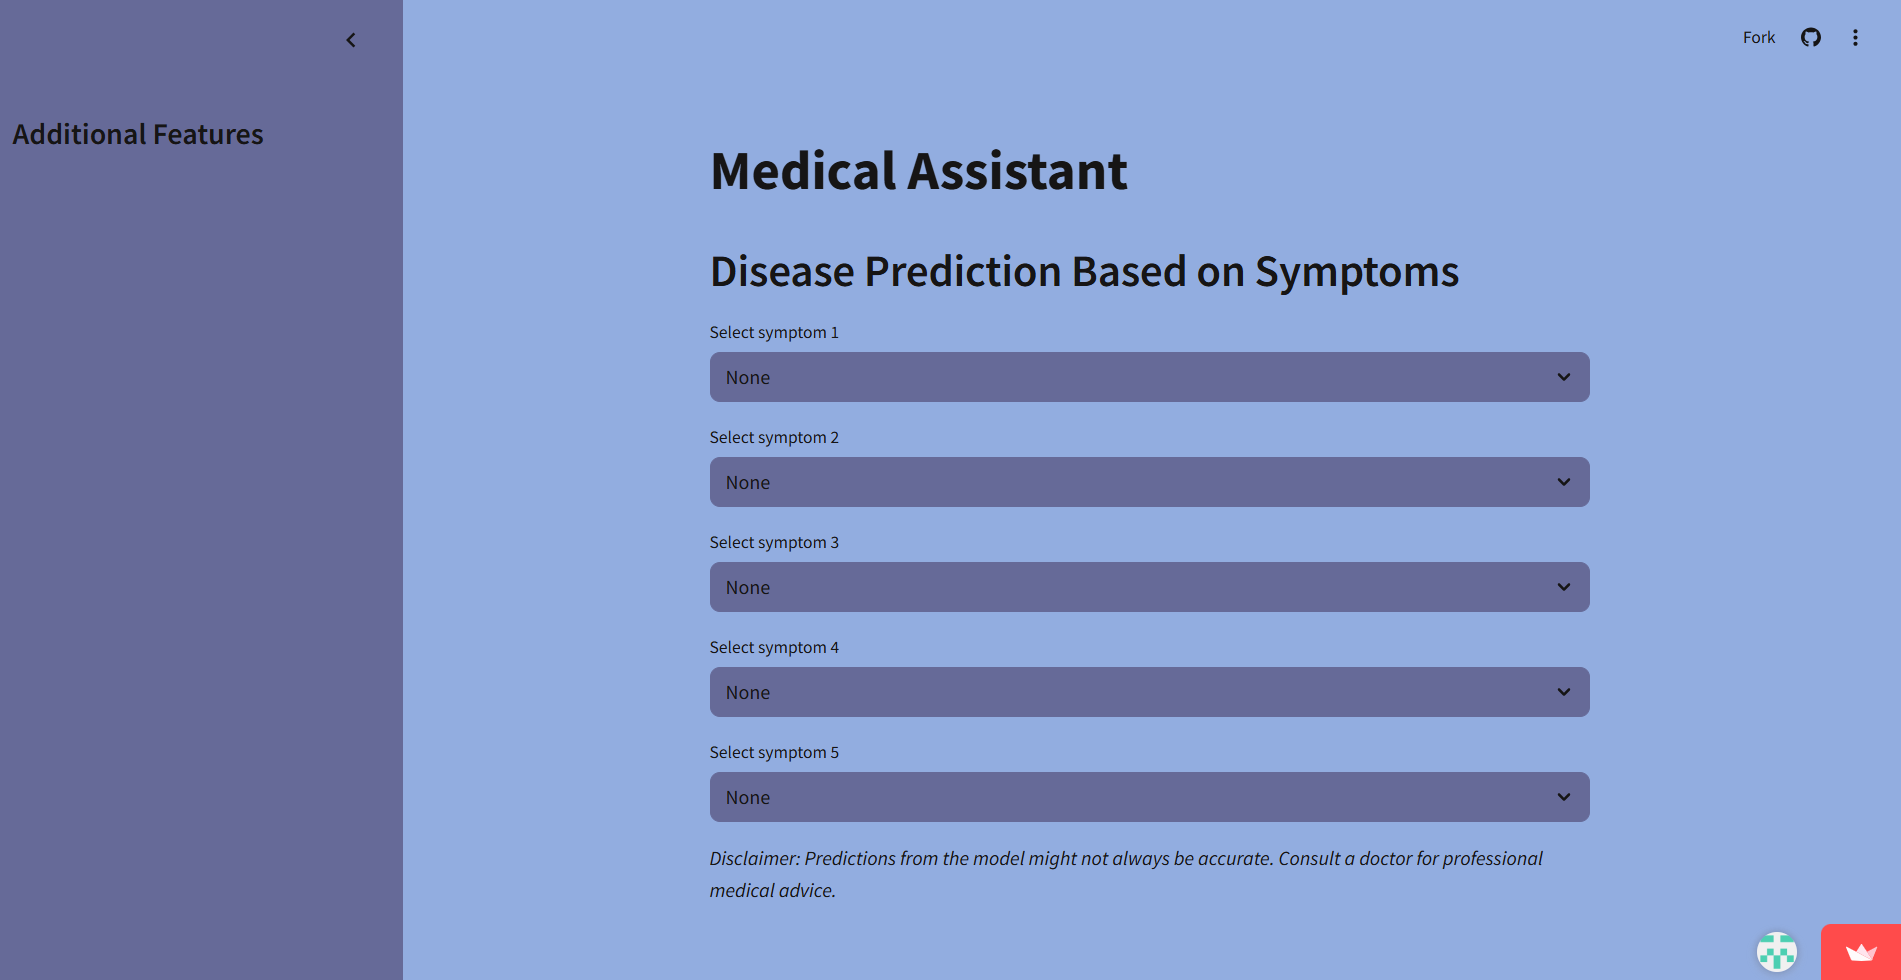 Fork
Additional Features
Medical Assistant
Disease Prediction Based on Symptoms
Select symptom 1
None
Select symptom 2
None
Select symptom 3
None
Select symptom 4
None
Select symptom 5
None
Disclaimer: Predictions from the model might not always be accurate. Consult a doctor for professional
medical advice.